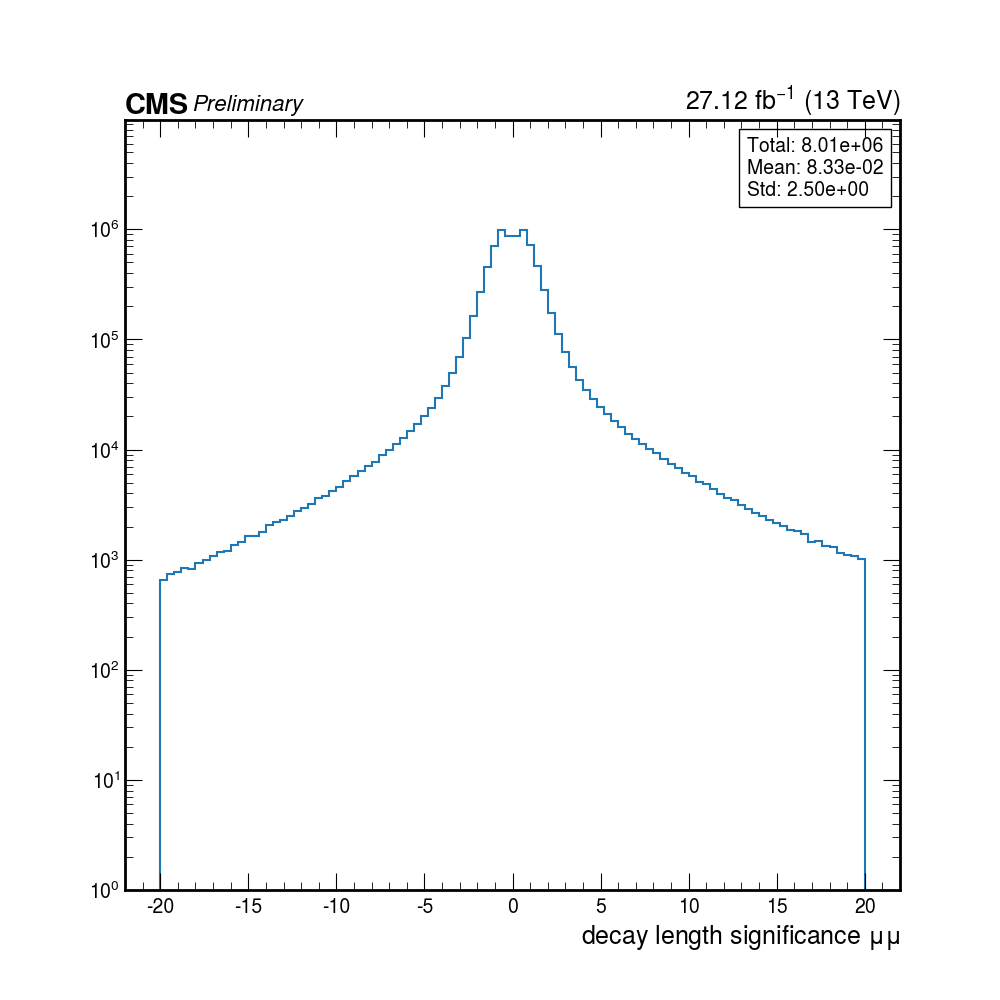 CMS Preliminary
27.12 fb⁻¹ (13 TeV)
Total: 8.01e+06
Mean: 8.33e-02
Std: 2.50e+00
10⁶
10⁵
10⁴
10³
10²
10¹
10⁰
-20 -15 -10 -5 0 5 10 15 20
decay length significance μμ